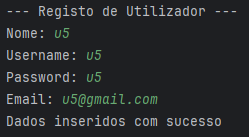 --- Registo de Utilizador ---
Nome: u5
Username: u5
Password: u5
Email: u5@gmail.com
Dados inseridos com sucesso